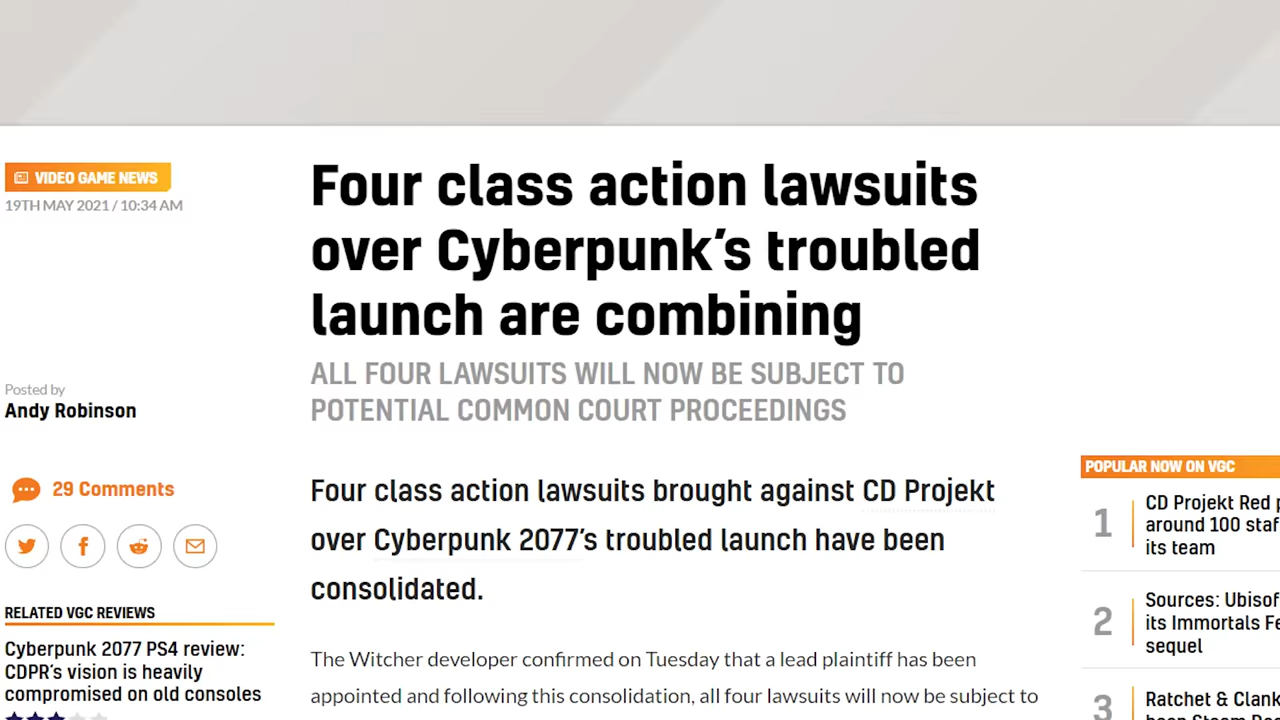 VIDEO GAME NEWS
19TH MAY 2021 / 10:34 AM
Four class action lawsuits
over Cyberpunk’s troubled
launch are combining
ALL FOUR LAWSUITS WILL NOW BE SUBJECT TO
POTENTIAL COMMON COURT PROCEEDINGS
Posted by
Andy Robinson
29 Comments
Four class action lawsuits brought against CD Projekt
over Cyberpunk 2077’s troubled launch have been
consolidated.
The Witcher developer confirmed on Tuesday that a lead plaintiff has been
appointed and following this consolidation, all four lawsuits will now be subject to
RELATED VGC REVIEWS
Cyberpunk 2077 PS4 review:
CDPR’s vision is heavily
compromised on old consoles
POPULAR NOW ON VGC
1
CD Projekt Red
around 100
its team
2
Sources:
its Immortals
sequel
3
Ratchet &